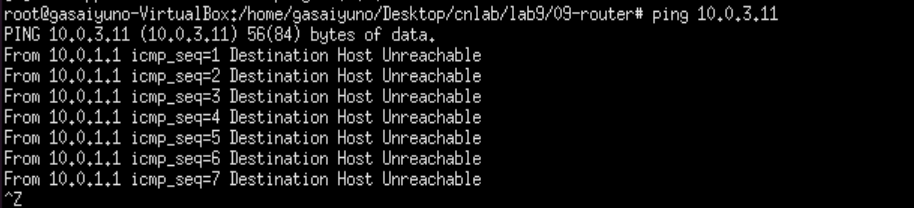 root@gasaiyuno-VirtualBox:/home/gasaiyuno/Desktop/cnlab/lab9/09-router# ping 10.0.3.11
PING 10.0.3.11 (10.0.3.11) 56(84) bytes of data.
From 10.0.1.1 icmp_seq=1 Destination Host Unreachable
From 10.0.1.1 icmp_seq=2 Destination Host Unreachable
From 10.0.1.1 icmp_seq=3 Destination Host Unreachable
From 10.0.1.1 icmp_seq=4 Destination Host Unreachable
From 10.0.1.1 icmp_seq=5 Destination Host Unreachable
From 10.0.1.1 icmp_seq=6 Destination Host Unreachable
From 10.0.1.1 icmp_seq=7 Destination Host Unreachable
^Z